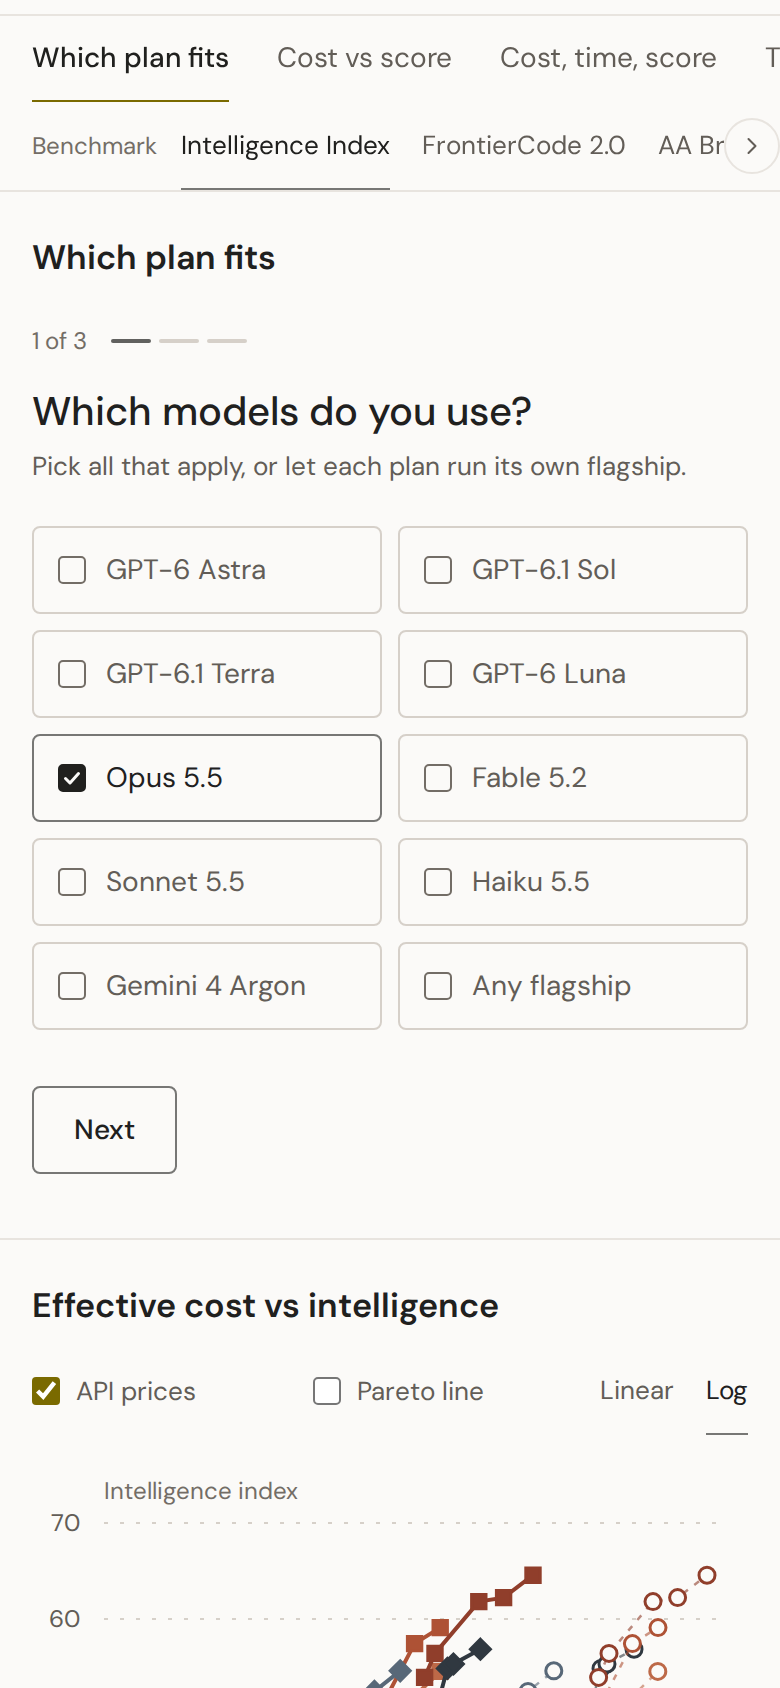 Which plan fits Cost vs score Cost, time, score T
Benchmark Intelligence Index FrontierCode 2.0 AA Br
Which plan fits
1 of 3
Which models do you use?
Pick all that apply, or let each plan run its own flagship.
GPT-6 Astra GPT-6.1 Sol
GPT-6.1 Terra GPT-6 Luna
Opus 5.5 Fable 5.2
Sonnet 5.5 Haiku 5.5
Gemini 4 Argon Any flagship
Next
Effective cost vs intelligence
API prices Pareto line Linear Log
Intelligence index
70
60